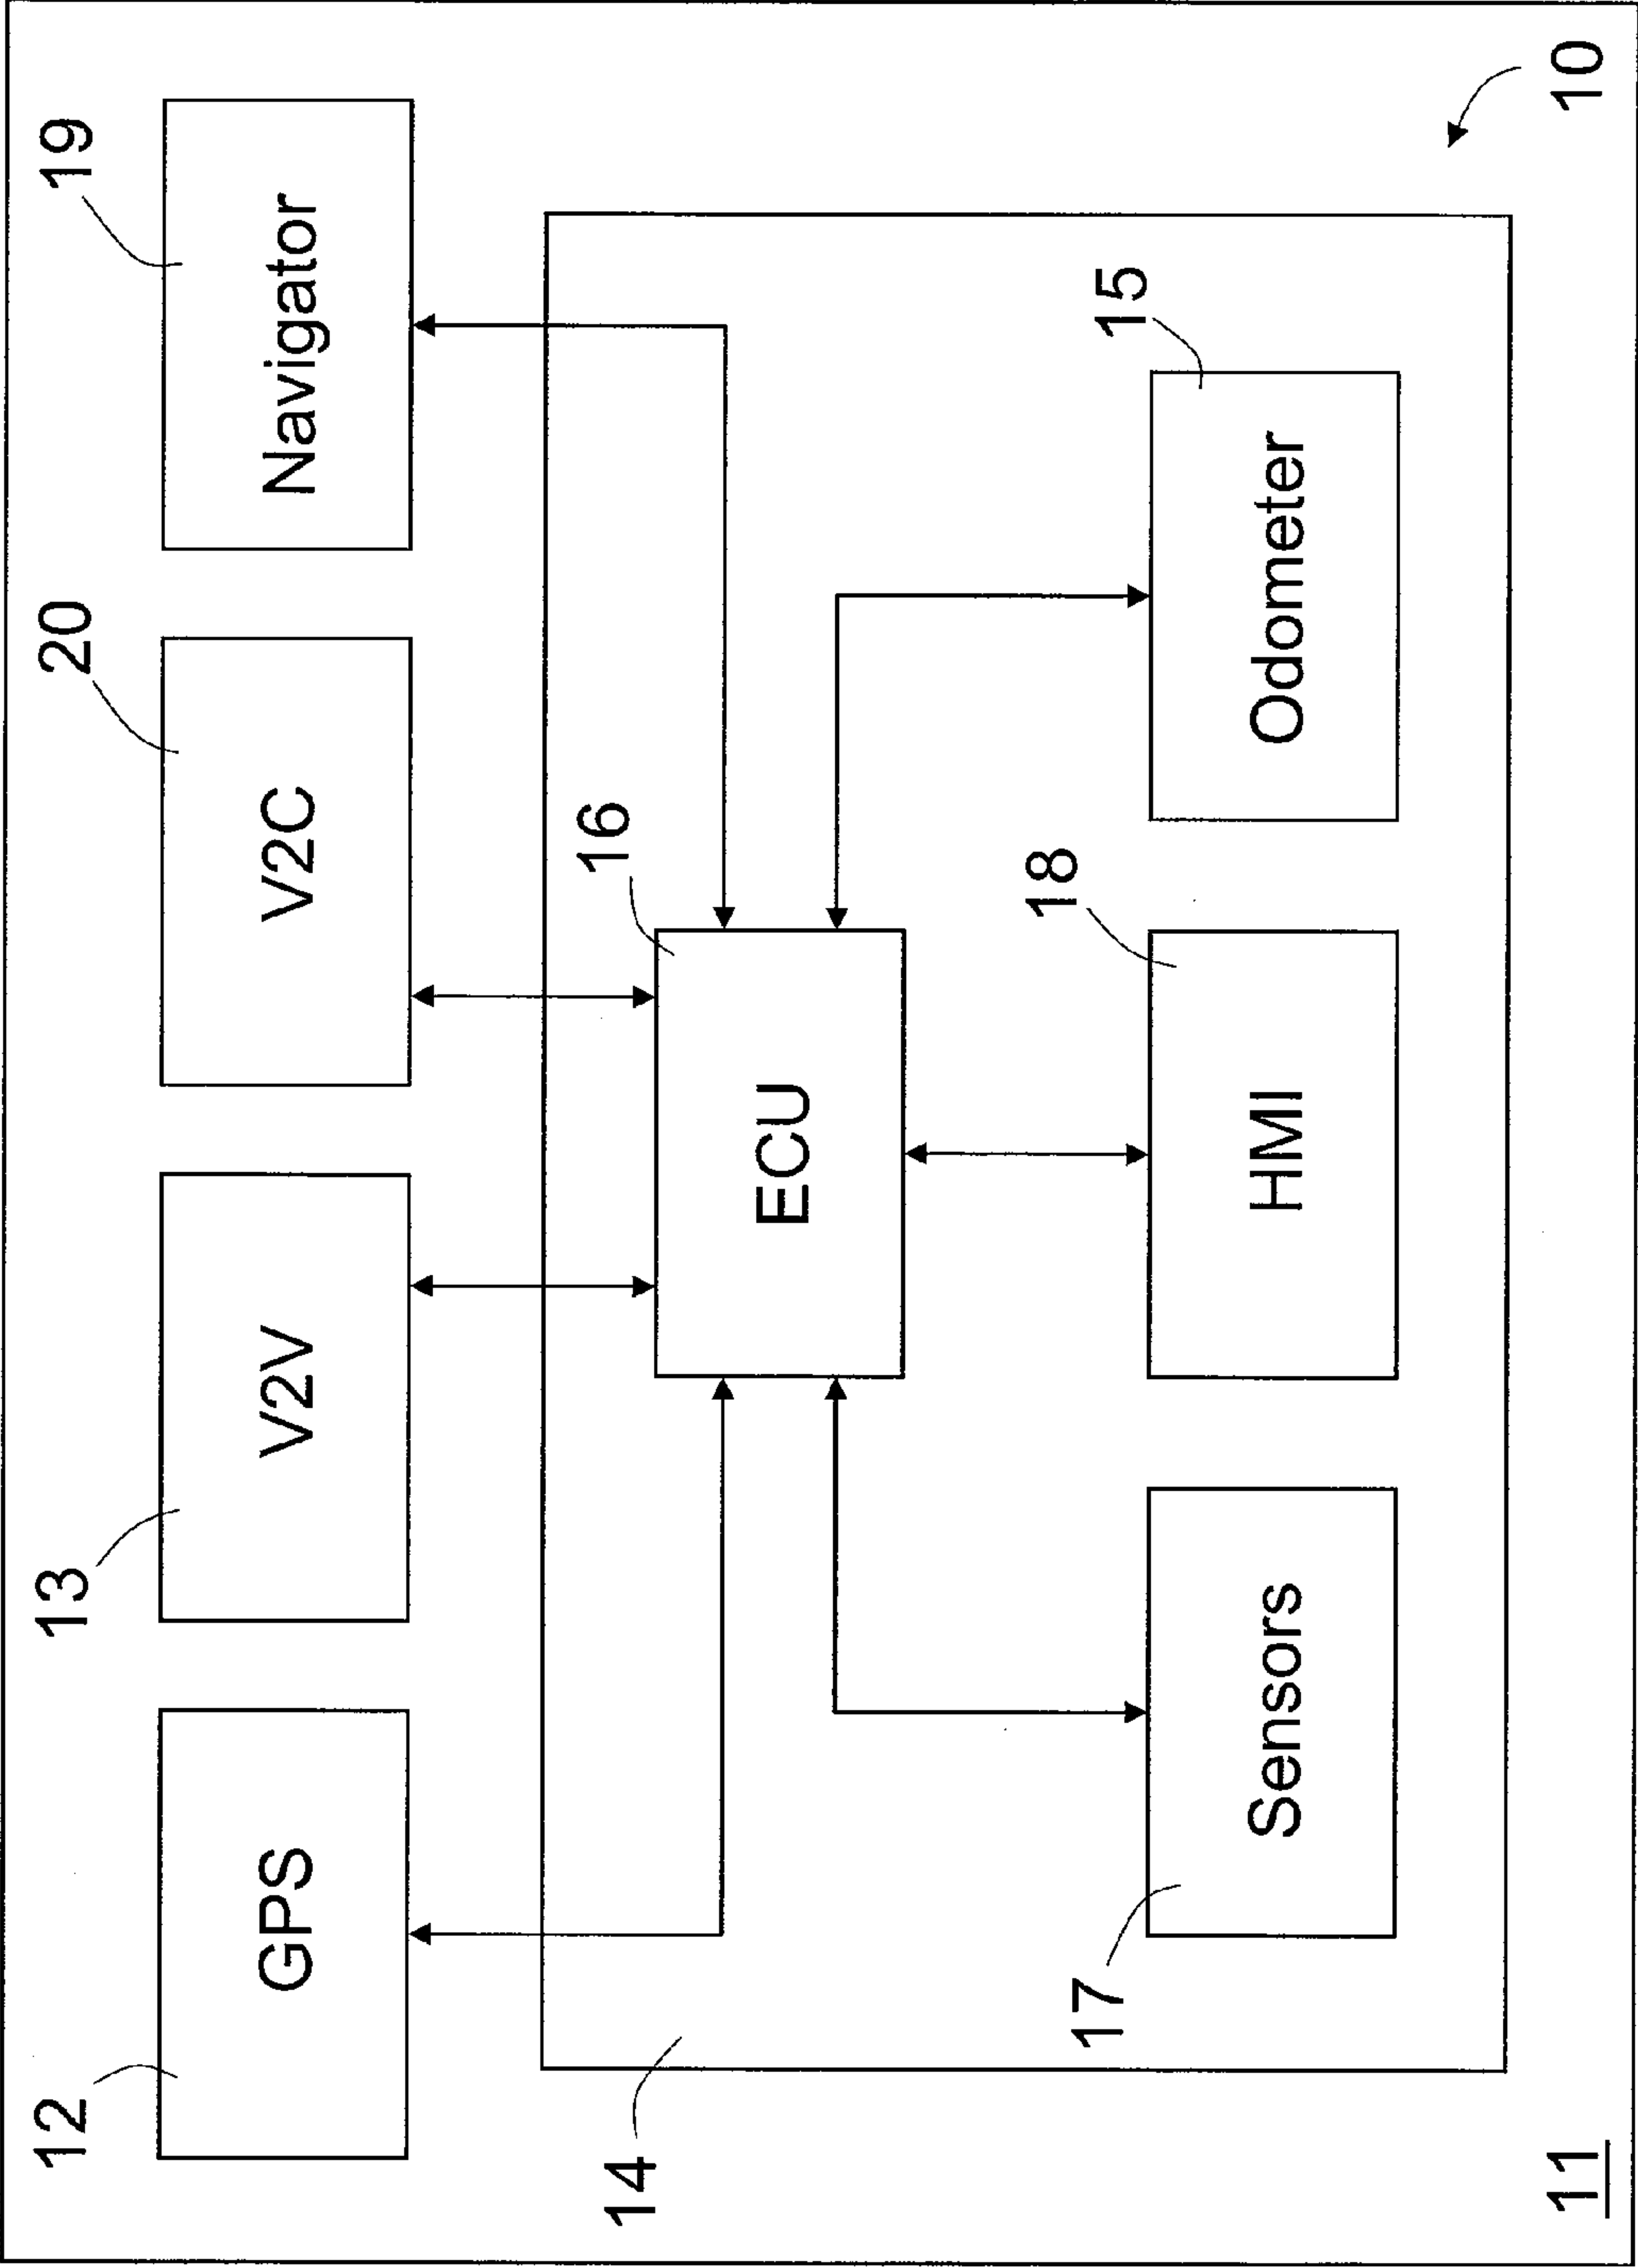 12
13
20
19
GPS
V2V
V2C
Navigator
14
16
ECU
17
18
15
Sensors
HMI
Odometer
11
10